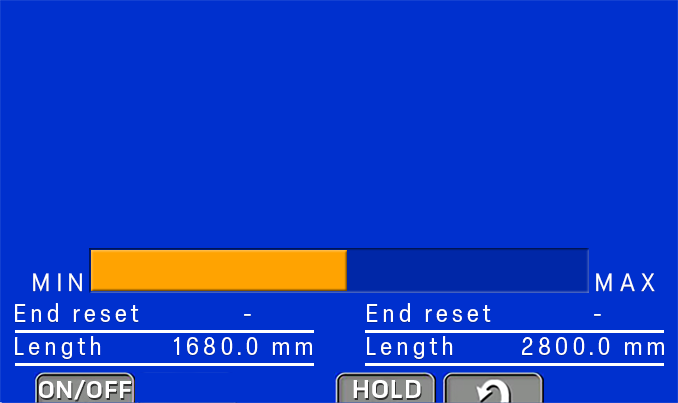 MIN MAX
End reset - End reset -
Length 1680.0 mm Length 2800.0 mm
ON/OFF HOLD